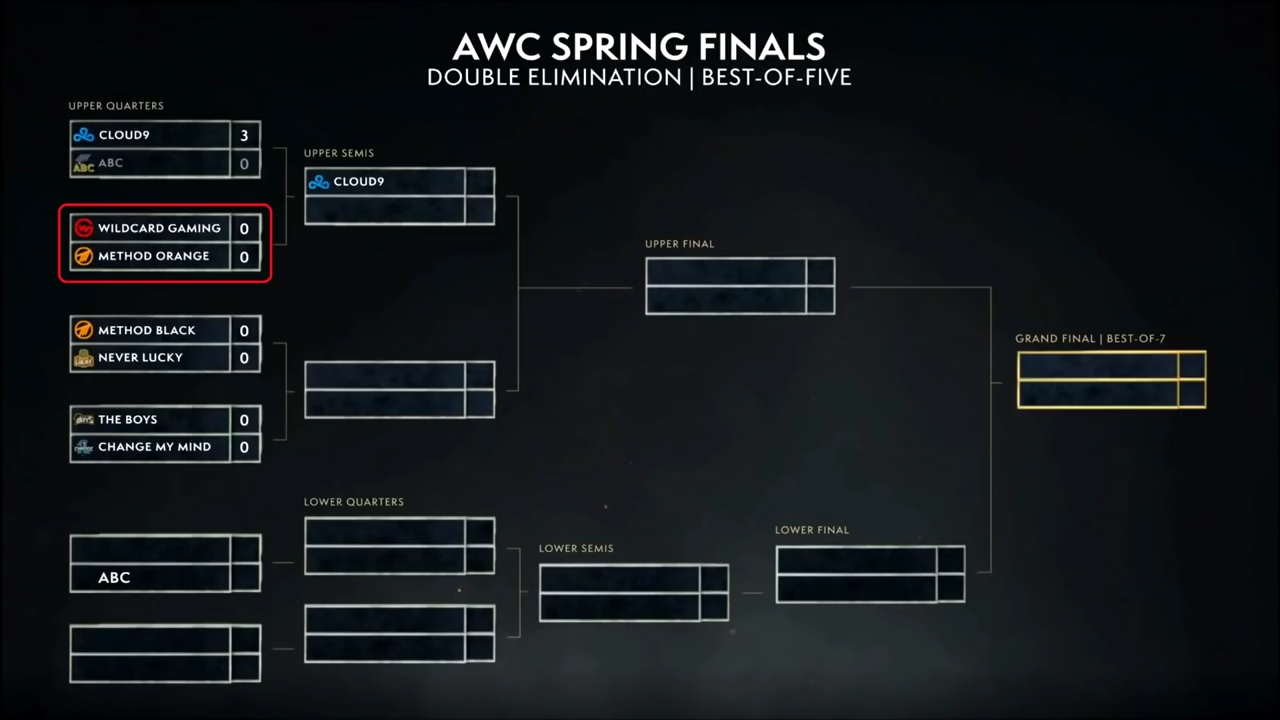 AWC SPRING FINALS
DOUBLE ELIMINATION | BEST-OF-FIVE
UPPER QUARTERS
CLOUD9 3
ABC ABC 0
WILDCARD GAMING 0
METHOD ORANGE 0
METHOD BLACK 0
NEVER LUCKY 0
THE BOYS 0
CHANGE MY MIND 0
UPPER SEMIS
CLOUD9
UPPER FINAL
GRAND FINAL | BEST-OF-7
ABC
LOWER QUARTERS
LOWER SEMIS
LOWER FINAL